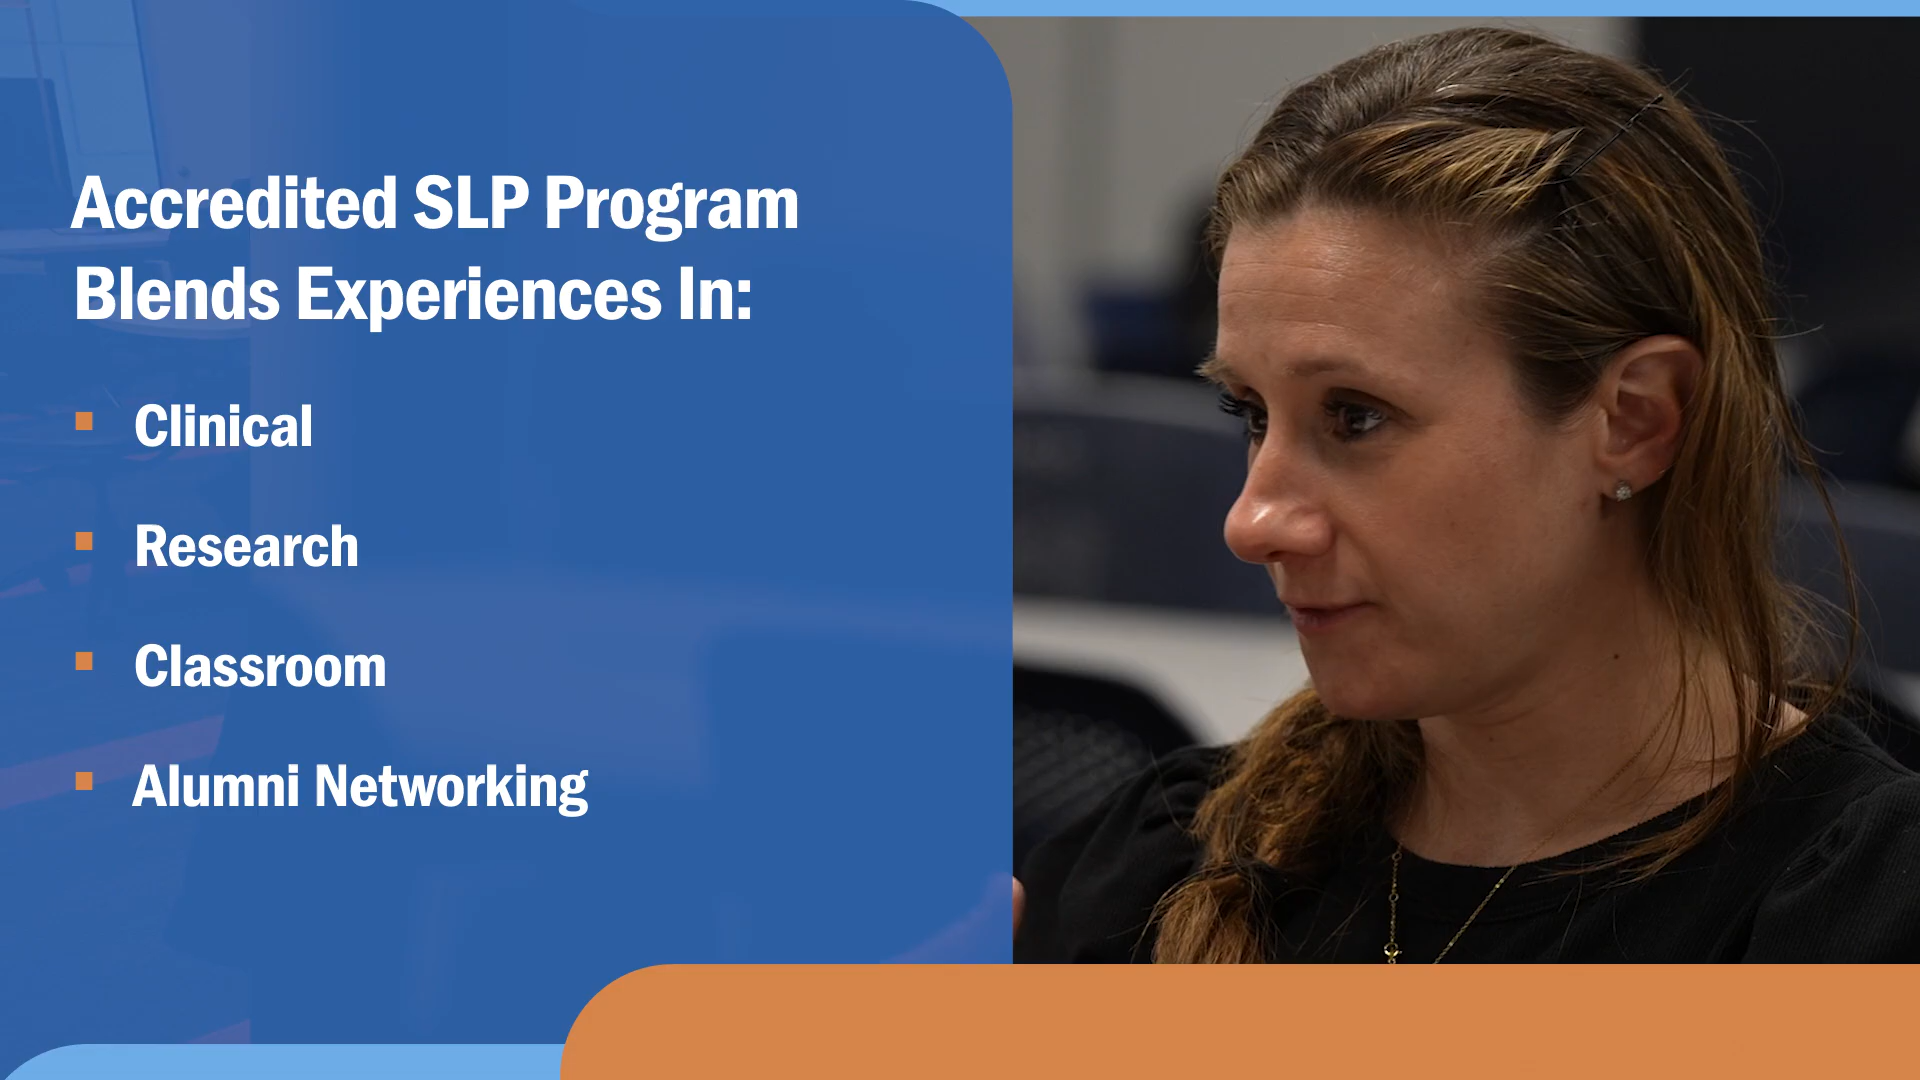 Accredited SLP Program
Blends Experiences In:
Clinical
Research
Classroom
Alumni Networking